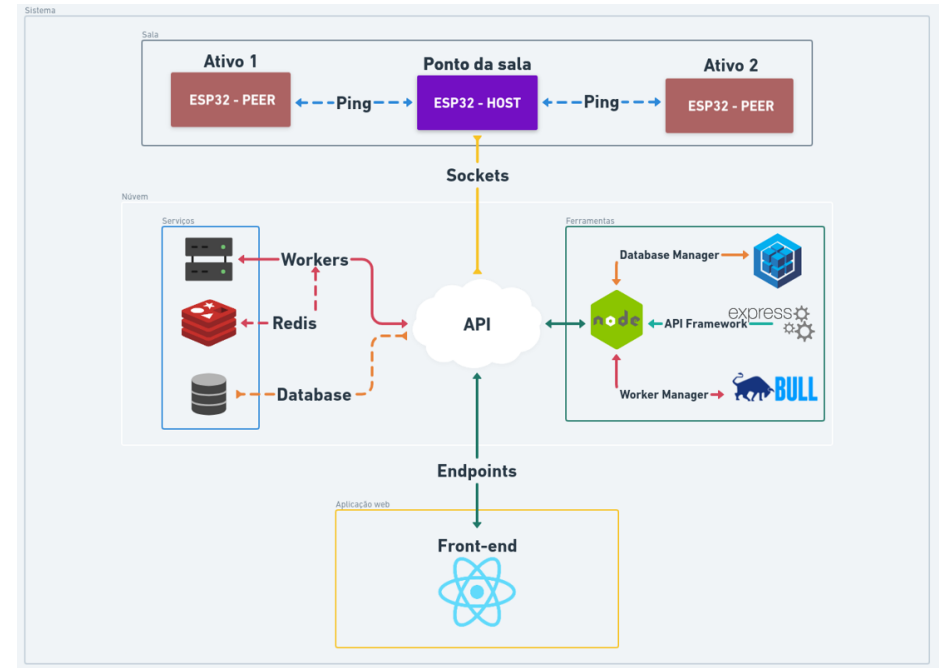 Sistema
Sala
Ativo 1
Ponto da sala
Ativo 2
ESP32 - PEER
Ping
ESP32 - HOST
Ping
ESP32 - PEER
Sockets
Núvem
Serviços
Ferramentas
Workers
Database Manager
Redis
API
node
API Framework
express
Database
Worker Manager
BULL
Endpoints
Aplicação web
Front-end